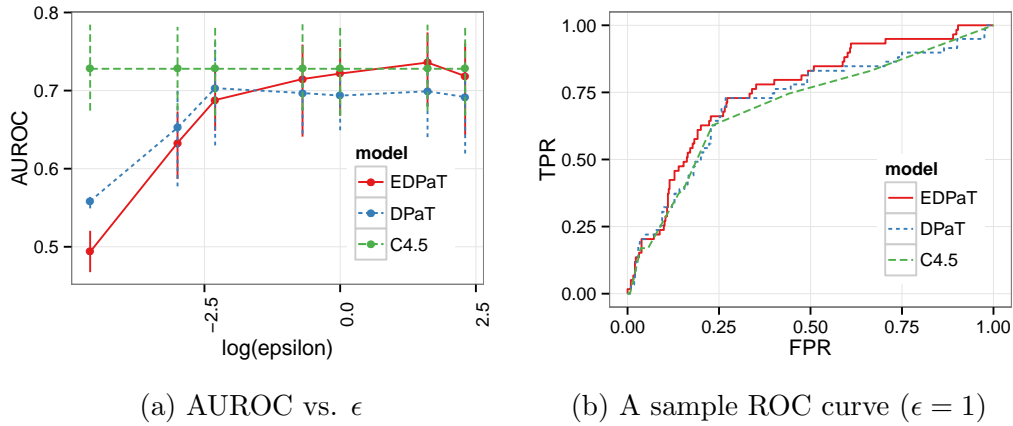 0.8
0.7
0.6
0.5
AUROC
−2.5
0.0
2.5
log(epsilon)
model
EDPaT
DPaT
C4.5
(a) AUROC vs. ϵ
1.00
0.75
0.50
0.25
0.00
TPR
0.00
0.25
0.50
0.75
1.00
FPR
model
EDPaT
DPaT
C4.5
(b) A sample ROC curve (ϵ = 1)